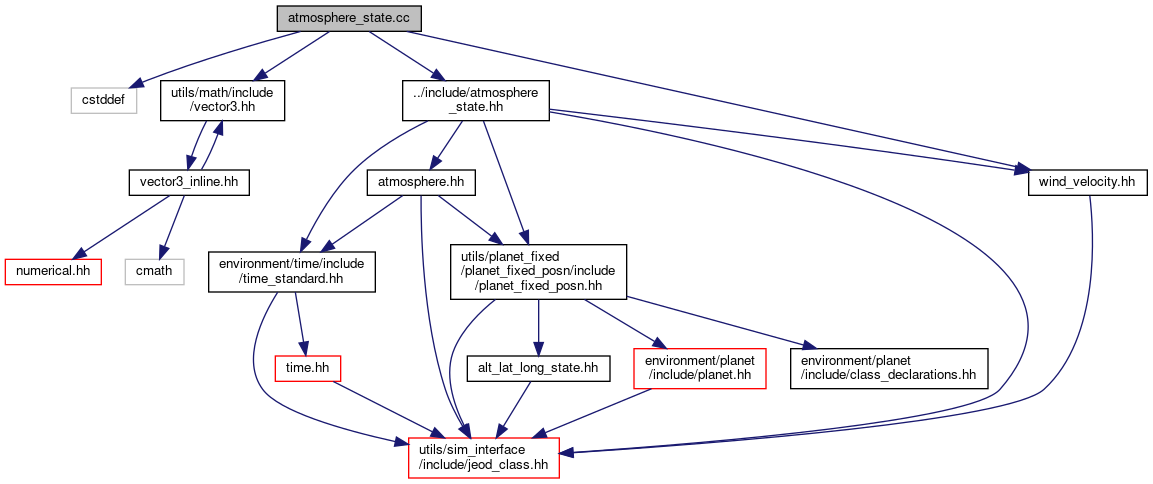 atmosphere_state.cc
cstddef
utils/math/include
/vector3.hh
../include/atmosphere
_state.hh
vector3_inline.hh
atmosphere.hh
wind_velocity.hh
numerical.hh
cmath
environment/time/include
/time_standard.hh
utils/planet_fixed
/planet_fixed_posn/include
/planet_fixed_posn.hh
time.hh
alt_lat_long_state.hh
environment/planet
/include/planet.hh
environment/planet
/include/class_declarations.hh
utils/sim_interface
/include/jeod_class.hh